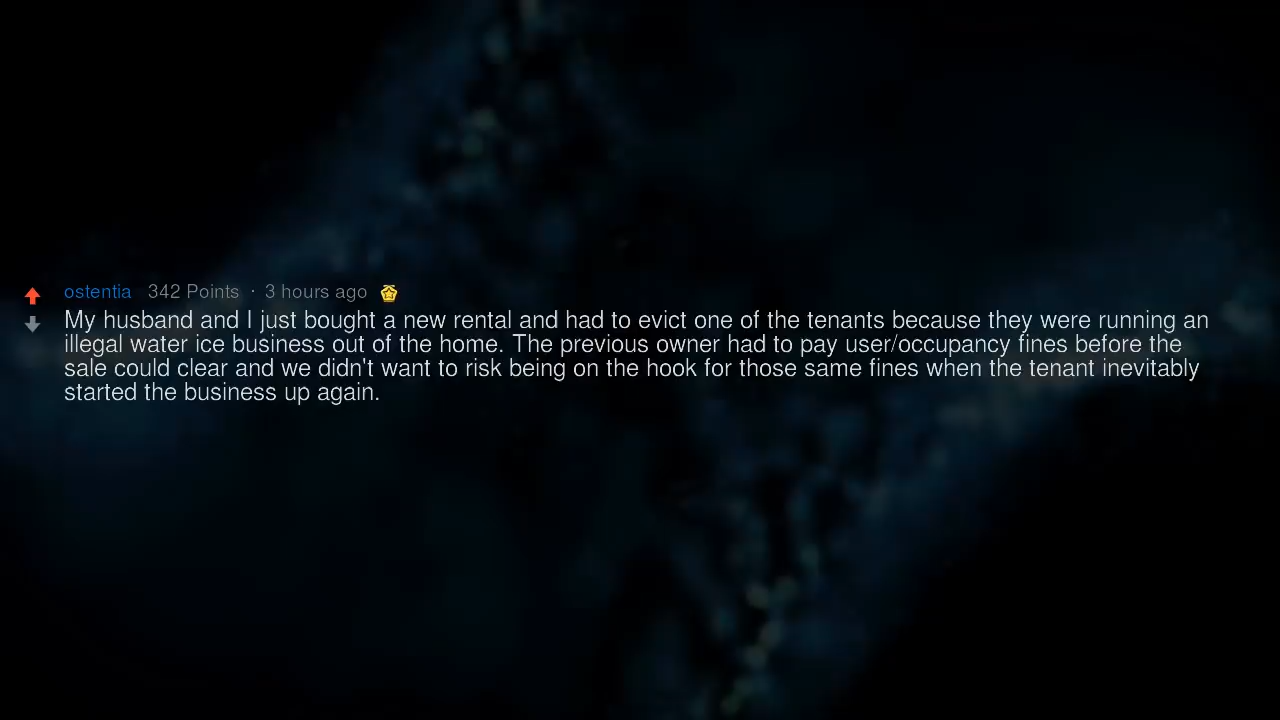 ostentia 342 Points · 3 hours ago
My husband and I just bought a new rental and had to evict one of the tenants because they were running an
illegal water ice business out of the home. The previous owner had to pay user/occupancy fines before the
sale could clear and we didn't want to risk being on the hook for those same fines when the tenant inevitably
started the business up again.